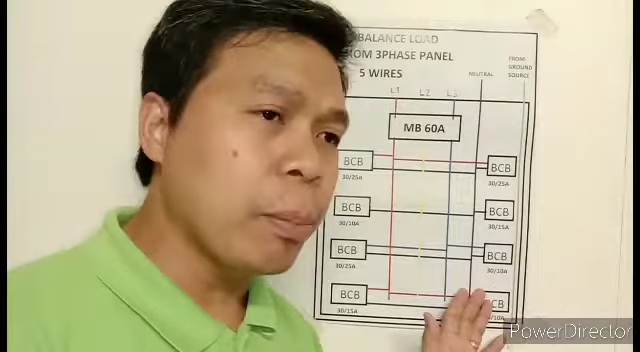 BALANCE LOAD
FROM 3PHASE PANEL
5 WIRES
FROM
GROUND
SOURCE
NEUTRAL
L1 L2 L3
MB 60A
BCB BCB
30/25A 30/25A
BCB BCB
30/10A 30/15A
BCB BCB
30/25A 30/10A
BCB
30/15A
PowerDirector